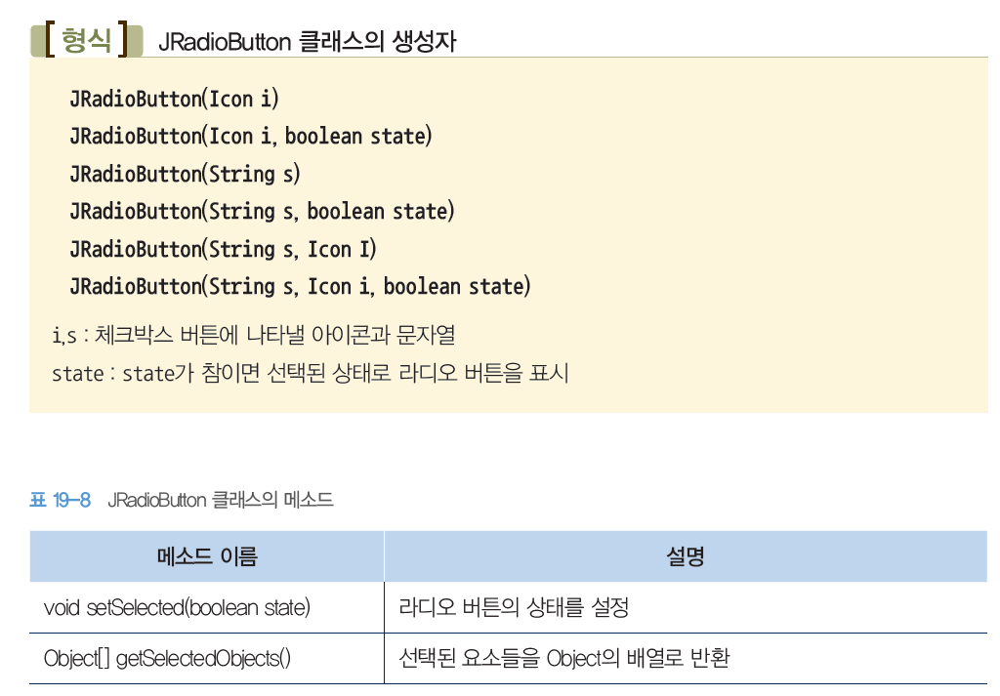 [형식] JRadioButton 클래스의 생성자
JRadioButton(Icon i)
JRadioButton(Icon i, boolean state)
JRadioButton(String s)
JRadioButton(String s, boolean state)
JRadioButton(String s, Icon I)
JRadioButton(String s, Icon i, boolean state)
i,s : 체크박스 버튼에 나타낼 아이콘과 문자열
state : state가 참이면 선택된 상태로 라디오 버튼을 표시
표 19-8 JRadioButton 클래스의 메소드
메소드 이름 설명
void setSelected(boolean state) 라디오 버튼의 상태를 설정
Object[] getSelectedObjects() 선택된 요소들을 Object의 배열로 반환